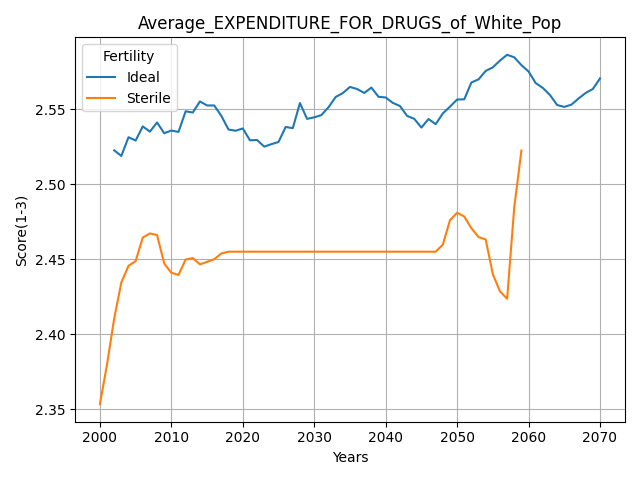 Average_EXPENDITURE_FOR_DRUGS_of_White_Pop
Fertility
Ideal
Sterile
Score(1-3)
2.55
2.50
2.45
2.40
2.35
2000 2010 2020 2030 2040 2050 2060 2070
Years